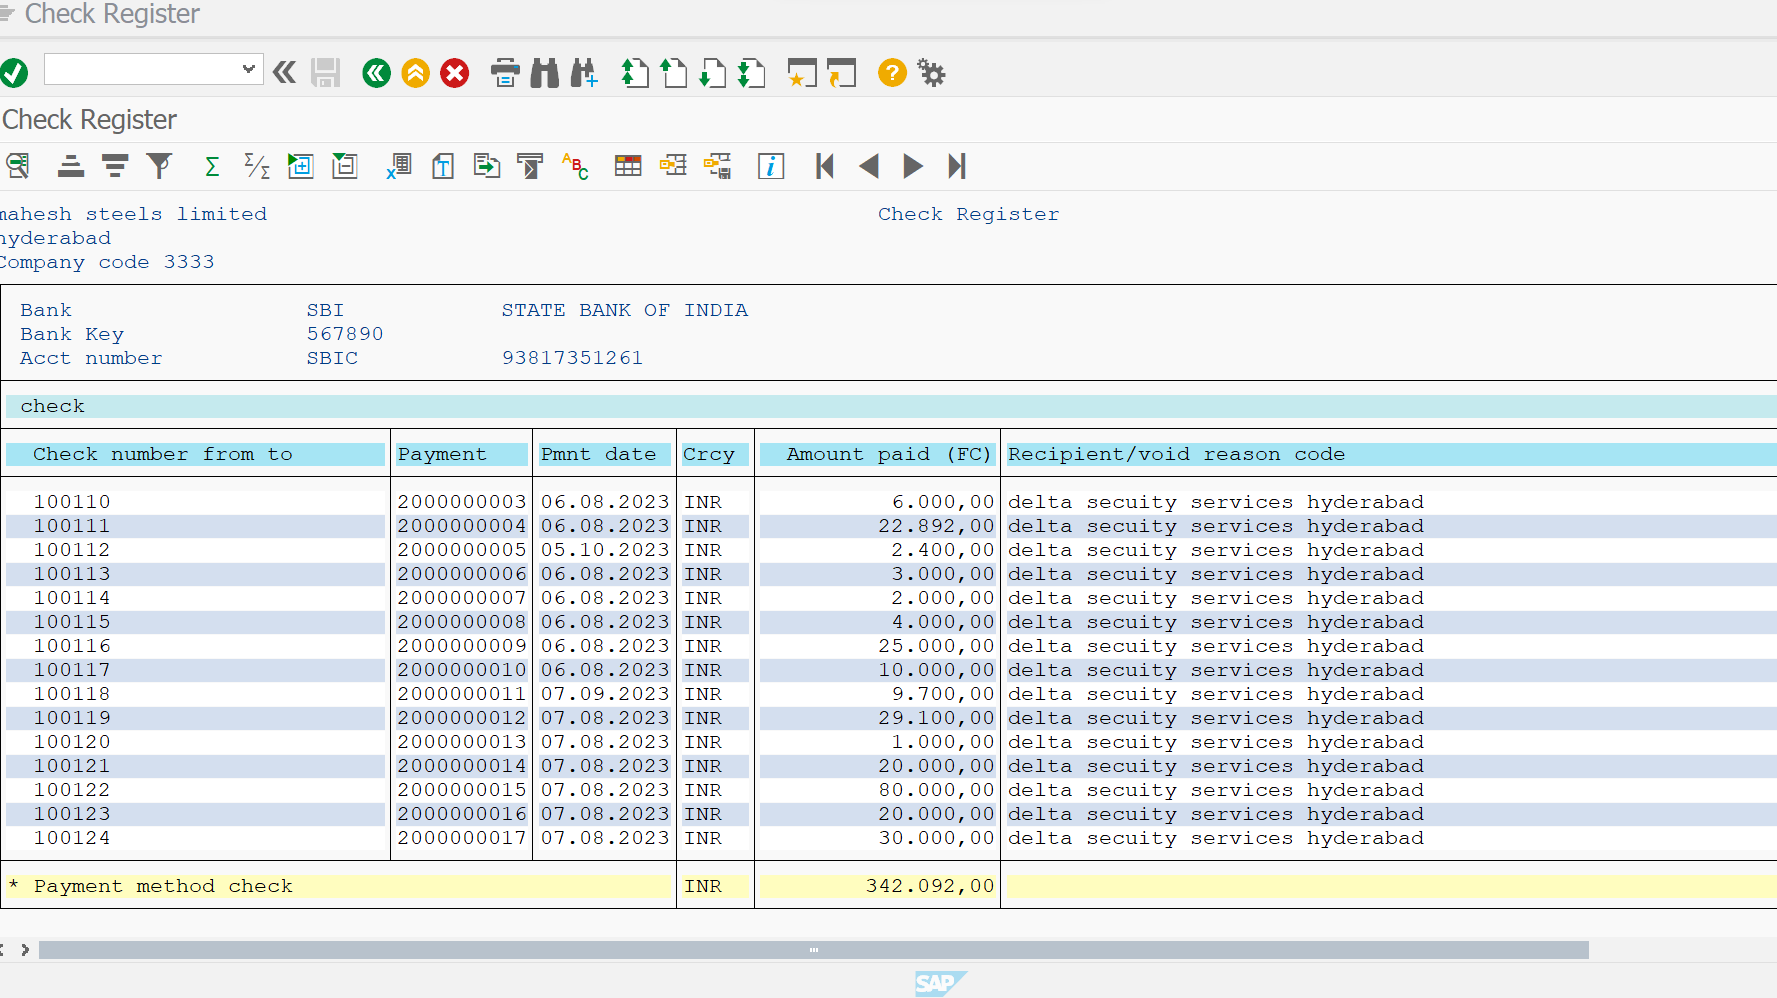 Check Register
Check Register
mahesh steels limited Check Register
hyderabad
Company code 3333
Bank SBI STATE BANK OF INDIA
Bank Key 567890
Acct number SBIC 93817351261
check
Check number from to Payment Pmnt date Crcy Amount paid (FC) Recipient/void reason code
100110 2000000003 06.08.2023 INR 6.000,00 delta secuity services hyderabad
100111 2000000004 06.08.2023 INR 22.892,00 delta secuity services hyderabad
100112 2000000005 05.10.2023 INR 2.400,00 delta secuity services hyderabad
100113 2000000006 06.08.2023 INR 3.000,00 delta secuity services hyderabad
100114 2000000007 06.08.2023 INR 2.000,00 delta secuity services hyderabad
100115 2000000008 06.08.2023 INR 4.000,00 delta secuity services hyderabad
100116 2000000009 06.08.2023 INR 25.000,00 delta secuity services hyderabad
100117 2000000010 06.08.2023 INR 10.000,00 delta secuity services hyderabad
100118 2000000011 07.09.2023 INR 9.700,00 delta secuity services hyderabad
100119 2000000012 07.08.2023 INR 29.100,00 delta secuity services hyderabad
100120 2000000013 07.08.2023 INR 1.000,00 delta secuity services hyderabad
100121 2000000014 07.08.2023 INR 20.000,00 delta secuity services hyderabad
100122 2000000015 07.08.2023 INR 80.000,00 delta secuity services hyderabad
100123 2000000016 07.08.2023 INR 20.000,00 delta secuity services hyderabad
100124 2000000017 07.08.2023 INR 30.000,00 delta secuity services hyderabad
* Payment method check INR 342.092,00
SAP